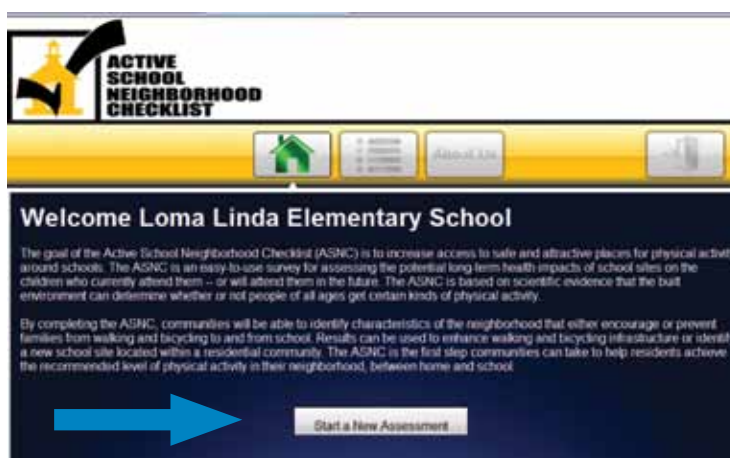 ACTIVE
SCHOOL
NEIGHBORHOOD
CHECKLIST
About Us
Welcome Loma Linda Elementary School
The goal of the Active School Neighborhood Checklist (ASNC) is to increase access to safe and attractive places for physical activit
around schools. The ASNC is an easy-to-use survey for assessing the potential long term health impacts of school sites on the
children who currently attend them -- or will attend them in the future. The ASNC is based on scientific evidence that the built
environment can determine whether or not people of all ages get certain kinds of physical activity.
By completing the ASNC, communities will be able to identify characteristics of the neighborhood that either encourage or prevent
families from walking and bicycling to and from school. Results can be used to enhance walking and bicycling infrastructure or identif
a new school site located within a residential community. The ASNC is the first step communities can take to help residents achieve
the recommended level of physical activity in their neighborhood, between home and school.
Start a New Assessment